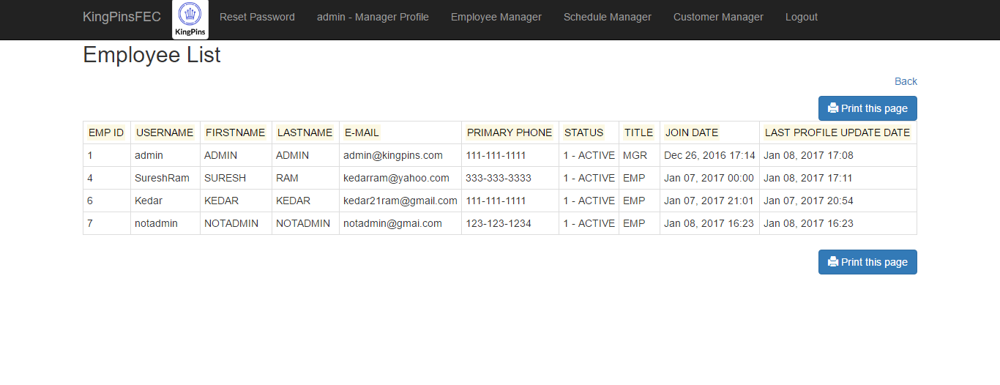 KingPinsFEC KingPins Reset Password admin - Manager Profile Employee Manager Schedule Manager Customer Manager Logout
Employee List
Back
Print this page
EMP ID USERNAME FIRSTNAME LASTNAME E-MAIL PRIMARY PHONE STATUS TITLE JOIN DATE LAST PROFILE UPDATE DATE
1 admin ADMIN ADMIN admin@kingpins.com 111-111-1111 1 - ACTIVE MGR Dec 26, 2016 17:14 Jan 08, 2017 17:08
4 SureshRam SURESH RAM kedarram@yahoo.com 333-333-3333 1 - ACTIVE EMP Jan 07, 2017 00:00 Jan 08, 2017 17:11
6 Kedar KEDAR KEDAR kedar21ram@gmail.com 111-111-1111 1 - ACTIVE EMP Jan 07, 2017 21:01 Jan 07, 2017 20:54
7 notadmin NOTADMIN NOTADMIN notadmin@gmai.com 123-123-1234 1 - ACTIVE EMP Jan 08, 2017 16:23 Jan 08, 2017 16:23
Print this page